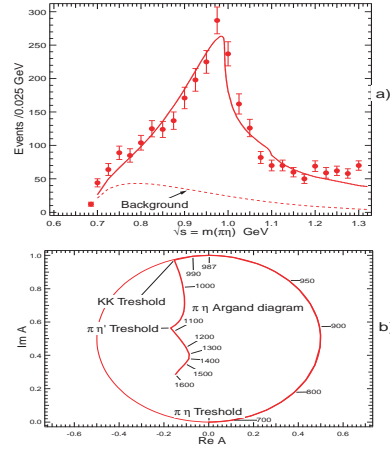 300
250
200
150
100
50
0
Events /0.025 GeV
a)
Background
0.6 0.7 0.8 0.9 1.0 1.1 1.2 1.3
√s = m(πη) GeV
1.0
0.8
0.6
0.4
0.2
0.0
Im A
b)
990 987
KK Treshold
1000
950
π η Argand diagram
1100
π η' Treshold
1200
1300
1400
1500
1600
900
800
π η Treshold
700
-0.6 -0.4 -0.2 0.0 0.2 0.4 0.6
Re A